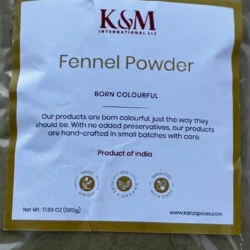 K&M
INTERNATIONAL LLC
Fennel Powder
BORN COLOURFUL
Our products are born colourful, just the way they
should be. With no added preservatives, our products
are hand-crafted in small batches with care.
Product of India
Net. Wt. 17.63 OZ (500g)
www.kanzspices.com